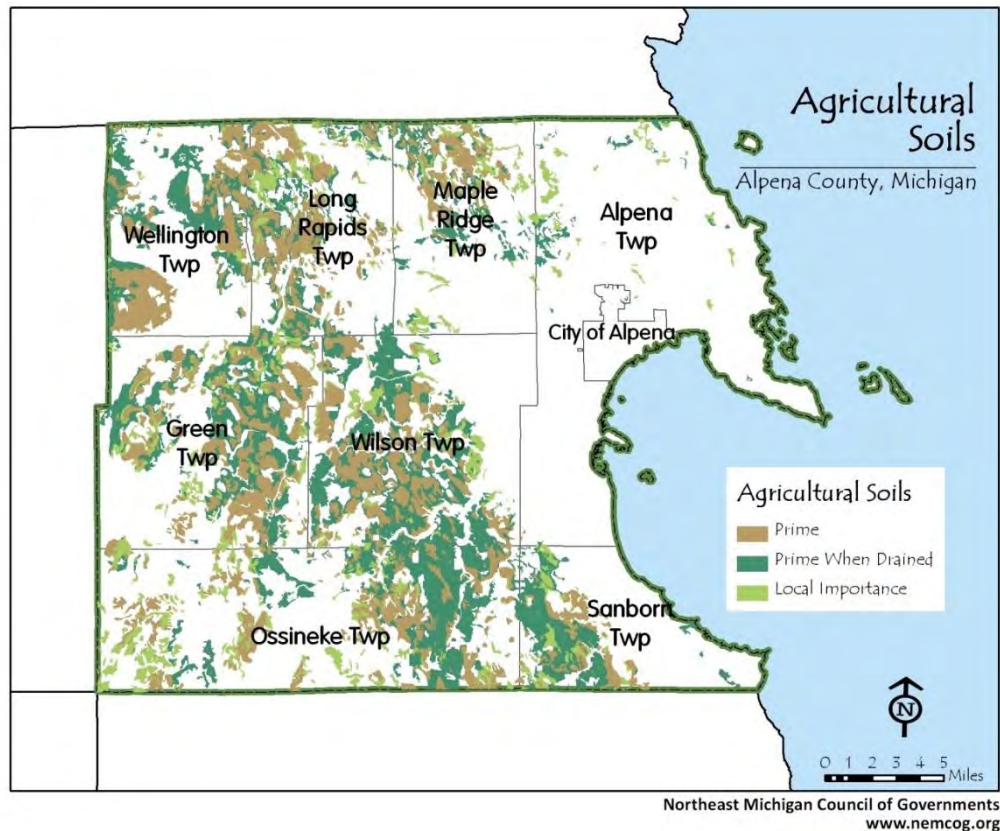 Agricultural
Soils
Alpena County, Michigan
Wellington
Twp
Long
Rapids
Twp
Maple
Ridge
Twp
Alpena
Twp
City of Alpena
Green
Twp
Wilson Twp
Ossineke Twp
Sanborn
Twp
Agricultural Soils
Prime
Prime When Drained
Local Importance
N
0 1 2 3 4 5
Miles
Northeast Michigan Council of Governments
www.nemcog.org